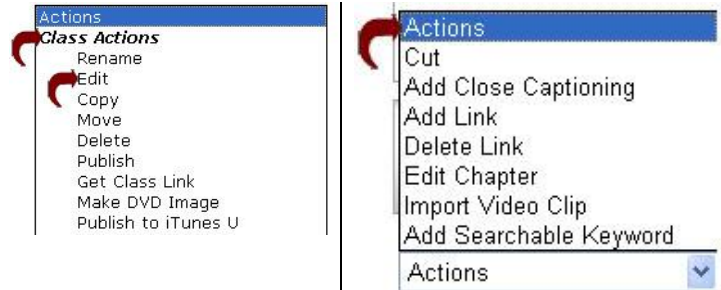 Actions
Class Actions
Rename
Edit
Copy
Move
Delete
Publish
Get Class Link
Make DVD Image
Publish to iTunes U
Actions
Cut
Add Close Captioning
Add Link
Delete Link
Edit Chapter
Import Video Clip
Add Searchable Keyword
Actions